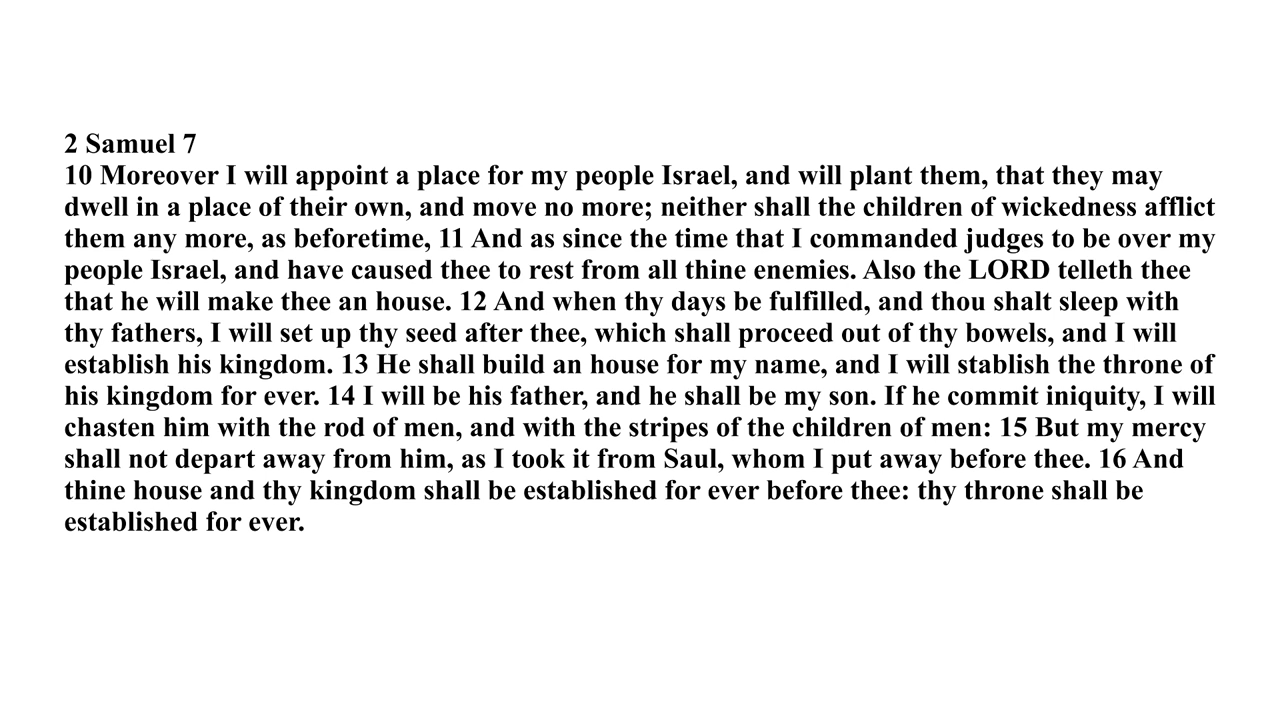 2 Samuel 7
10 Moreover I will appoint a place for my people Israel, and will plant them, that they may
dwell in a place of their own, and move no more; neither shall the children of wickedness afflict
them any more, as beforetime, 11 And as since the time that I commanded judges to be over my
people Israel, and have caused thee to rest from all thine enemies. Also the LORD telleth thee
that he will make thee an house. 12 And when thy days be fulfilled, and thou shalt sleep with
thy fathers, I will set up thy seed after thee, which shall proceed out of thy bowels, and I will
establish his kingdom. 13 He shall build an house for my name, and I will stablish the throne of
his kingdom for ever. 14 I will be his father, and he shall be my son. If he commit iniquity, I will
chasten him with the rod of men, and with the stripes of the children of men: 15 But my mercy
shall not depart away from him, as I took it from Saul, whom I put away before thee. 16 And
thine house and thy kingdom shall be established for ever before thee: thy throne shall be
established for ever.